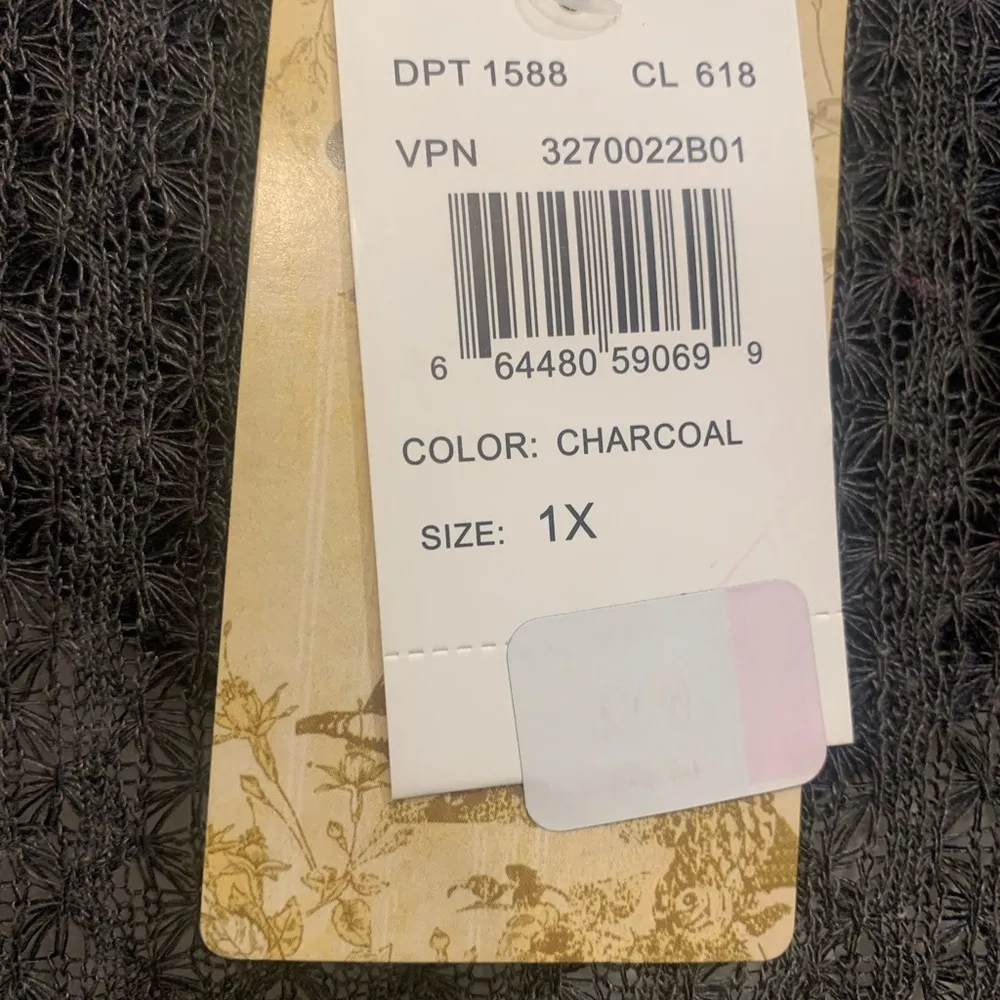 DPT 1588 CL 618
VPN 3270022B01
6 64480 59069 9
COLOR: CHARCOAL
SIZE: 1X